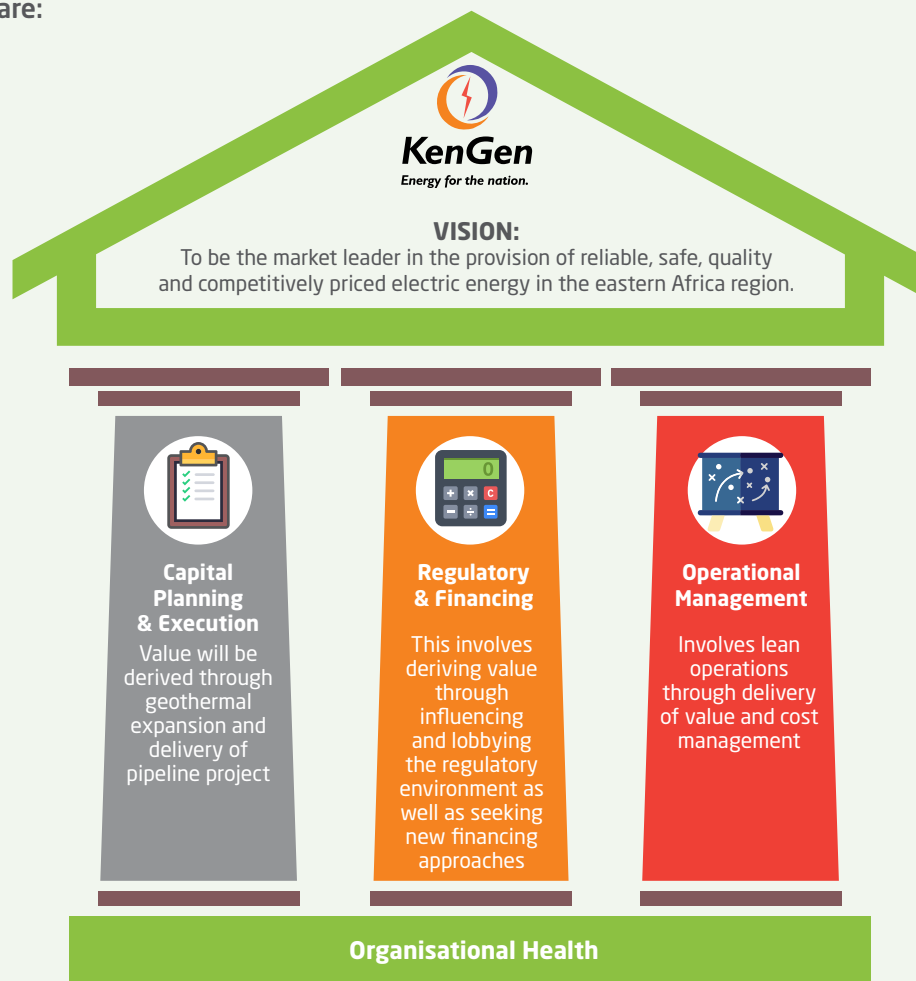 are:
KenGen
Energy for the nation.
VISION:
To be the market leader in the provision of reliable, safe, quality
and competitively priced electric energy in the eastern Africa region.
Capital
Planning
& Execution
Value will be
derived through
geothermal
expansion and
delivery of
pipeline project
0
+ × C
− ÷ =
Regulatory
& Financing
This involves
deriving value
through
influencing
and lobbying
the regulatory
environment as
well as seeking
new financing
approaches
Operational
Management
Involves lean
operations
through delivery
of value and cost
management
Organisational Health